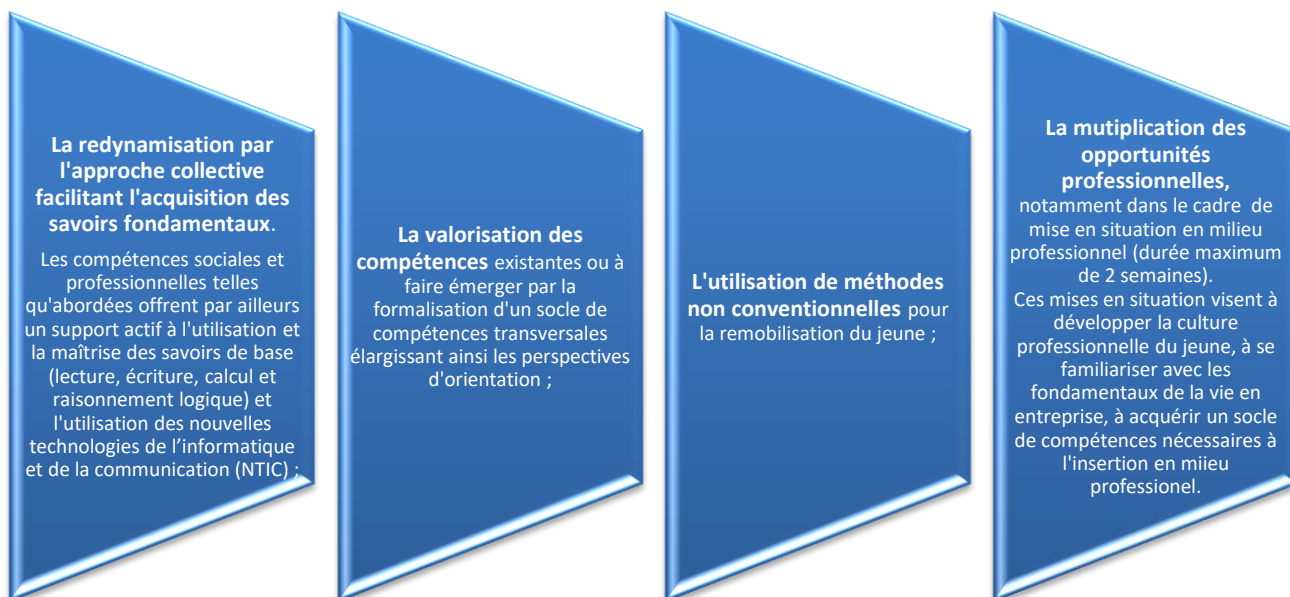 La redynamisation par
l'approche collective
facilitant l'acquisition des
savoirs fondamentaux.
Les compétences sociales et
professionnelles telles
qu'abordées offrent par ailleurs
un support actif à l'utilisation et
la maîtrise des savoirs de base
(lecture, écriture, calcul et
raisonnement logique) et
l'utilisation des nouvelles
technologies de l’informatique
et de la communication (NTIC) ;
La valorisation des
compétences existantes ou à
faire émerger par la
formalisation d'un socle de
compétences transversales
élargissant ainsi les perspectives
d'orientation ;
L'utilisation de méthodes
non conventionnelles pour
la remobilisation du jeune ;
La mutiplication des
opportunités
professionnelles,
notamment dans le cadre de
mise en situation en milieu
professionnel (durée maximum
de 2 semaines).
Ces mises en situation visent à
développer la culture
professionnelle du jeune, à se
familiariser avec les
fondamentaux de la vie en
entreprise, à acquérir un socle
de compétences nécessaires à
l'insertion en miieu
professionel.